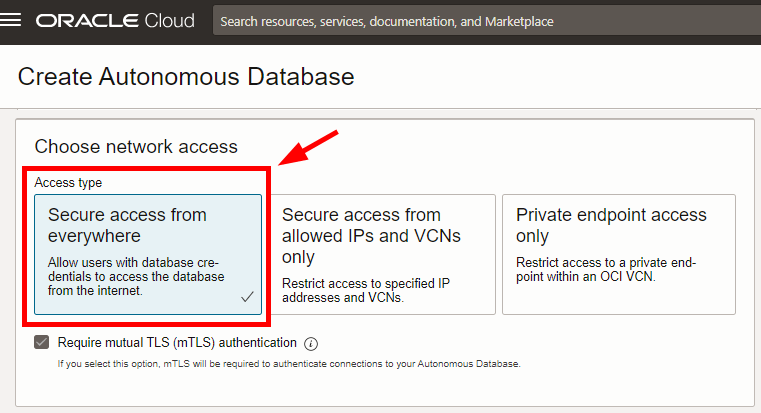 ORACLE Cloud
Search resources, services, documentation, and Marketplace
Create Autonomous Database
Choose network access
Access type
Secure access from
everywhere
Allow users with database cre-
dentials to access the database
from the internet.
Secure access from
allowed IPs and VCNs
only
Restrict access to specified IP
addresses and VCNs.
Private endpoint access
only
Restrict access to a private end-
point within an OCI VCN.
Require mutual TLS (mTLS) authentication
If you select this option, mTLS will be required to authenticate connections to your Autonomous Database.